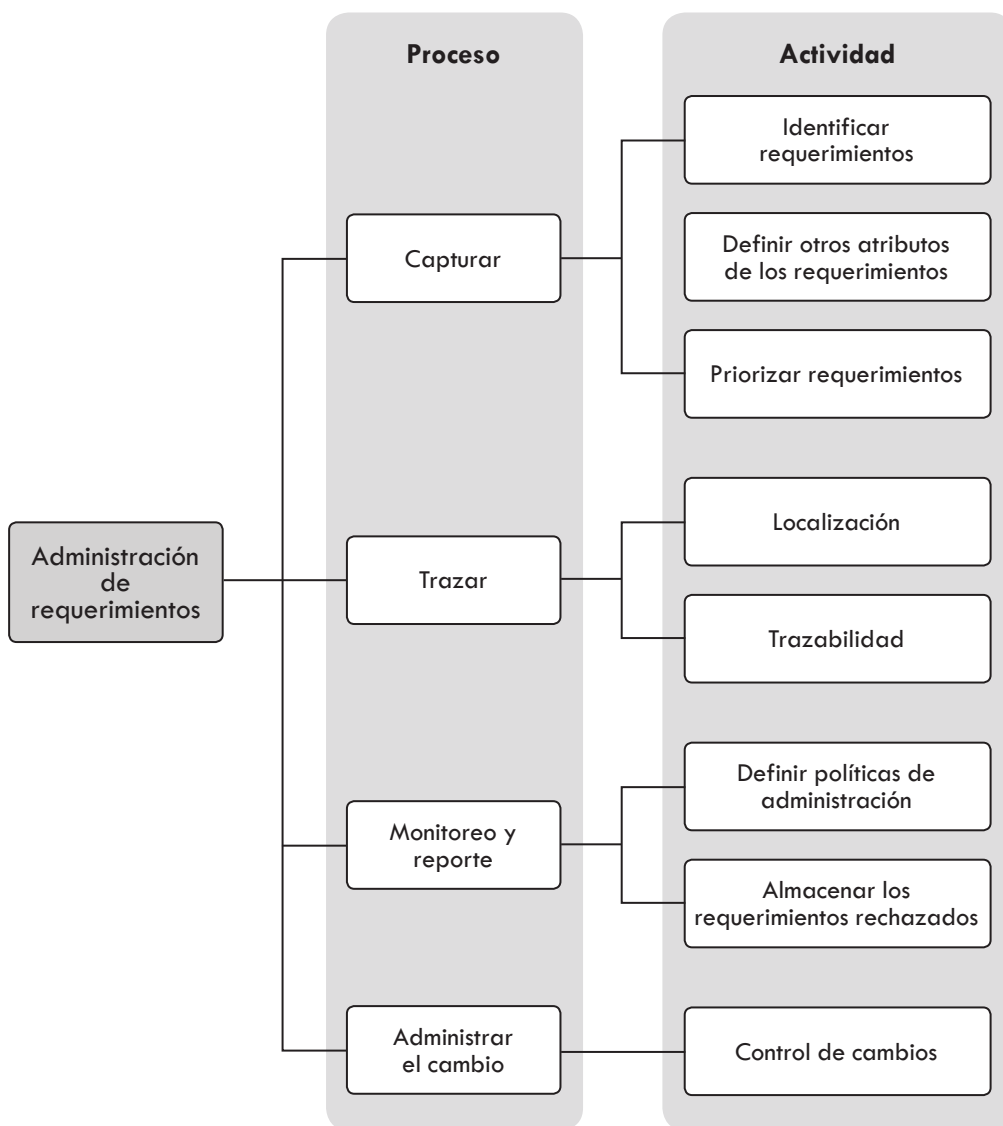 Proceso
Actividad
Identificar
requerimientos
Capturar
Definir otros atributos
de los requerimientos
Priorizar requerimientos
Administración
de
requerimientos
Trazar
Localización
Trazabilidad
Monitoreo y
reporte
Definir políticas de
administración
Almacenar los
requerimientos rechazados
Administrar
el cambio
Control de cambios